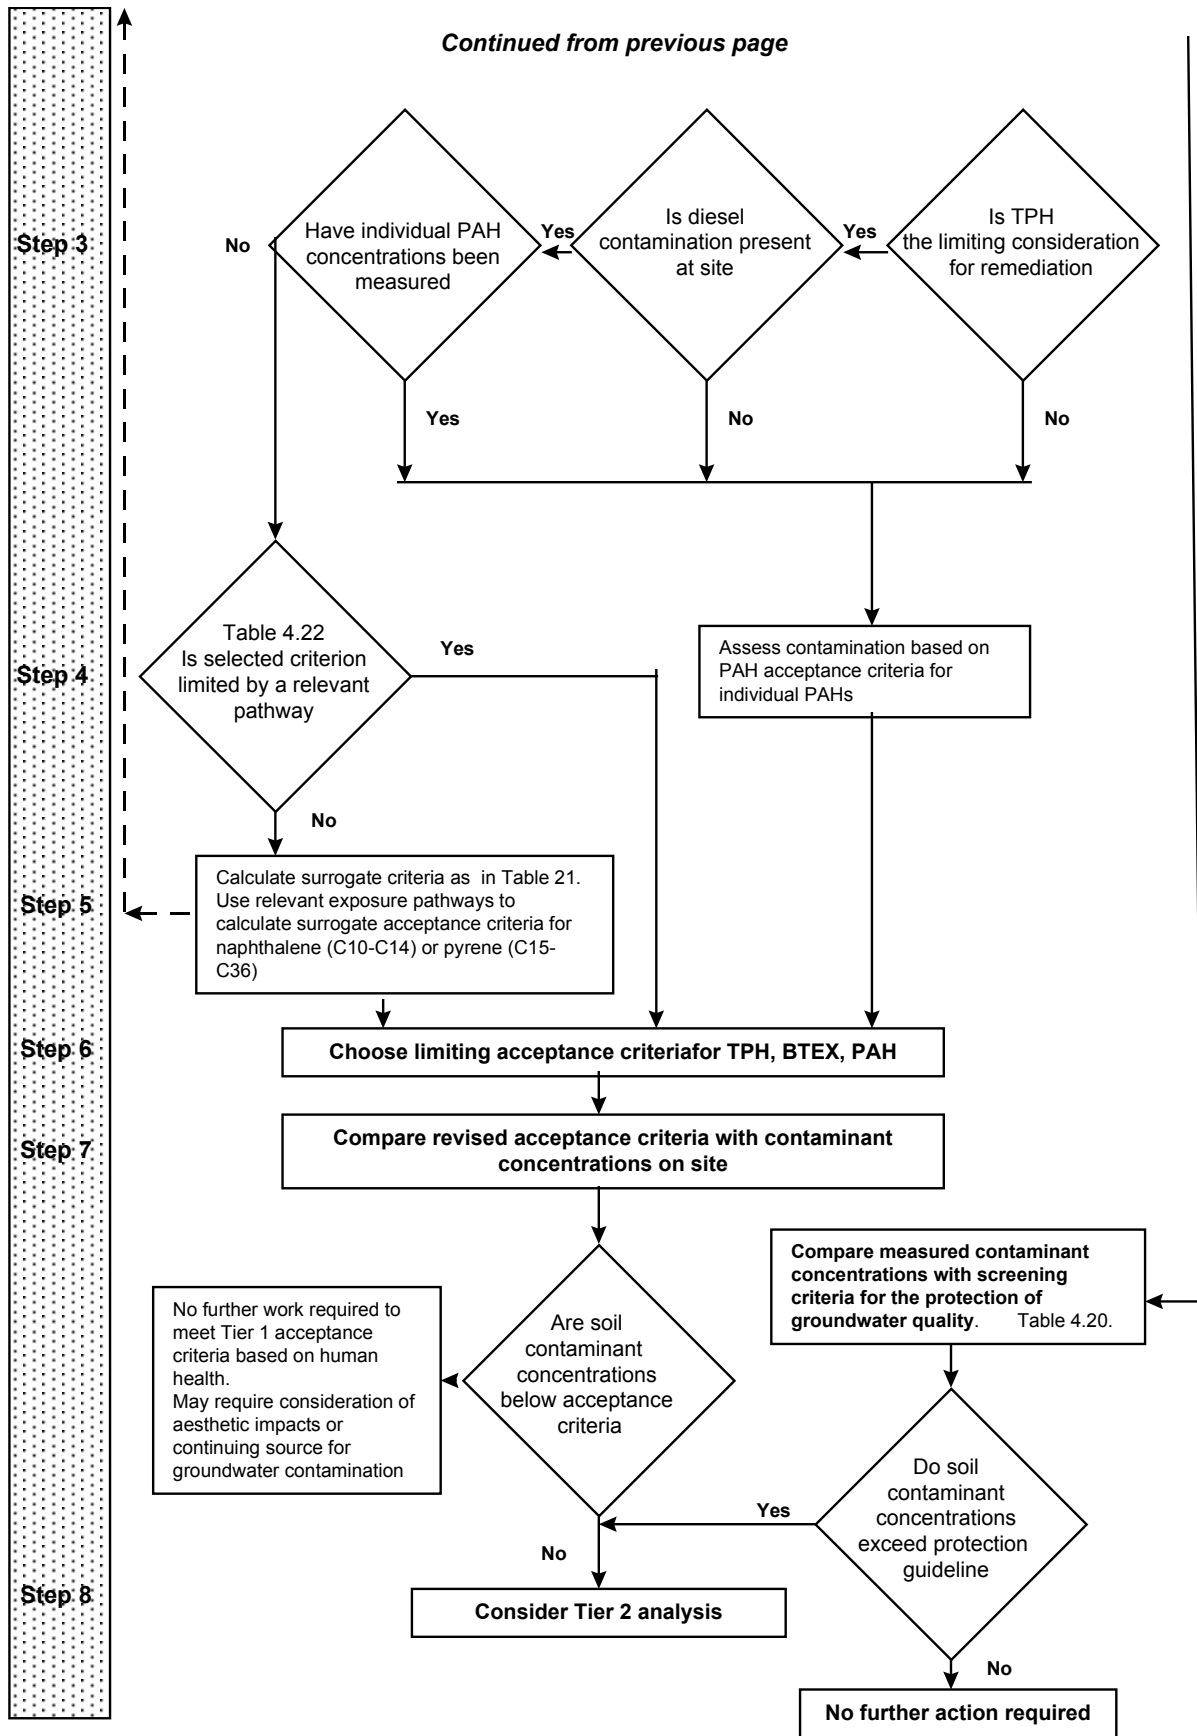 Continued from previous page
Step 3
No
Have individual PAH
concentrations been
measured
Yes
Is diesel
contamination present
at site
Yes
Is TPH
the limiting consideration
for remediation
Yes
No
No
Step 4
Table 4.22
Is selected criterion
limited by a relevant
pathway
Yes
Assess contamination based on
PAH acceptance criteria for
individual PAHs
No
Step 5
Calculate surrogate criteria as in Table 21.
Use relevant exposure pathways to
calculate surrogate acceptance criteria for
naphthalene (C10-C14) or pyrene (C15-
C36)
Step 6
Choose limiting acceptance criteriafor TPH, BTEX, PAH
Step 7
Compare revised acceptance criteria with contaminant
concentrations on site
Compare measured contaminant
concentrations with screening
criteria for the protection of
groundwater quality. Table 4.20.
No further work required to
meet Tier 1 acceptance
criteria based on human
health.
May require consideration of
aesthetic impacts or
continuing source for
groundwater contamination
Are soil
contaminant
concentrations
below acceptance
criteria
Do soil
contaminant
concentrations
exceed protection
guideline
Yes
No
Step 8
Consider Tier 2 analysis
No
No further action required